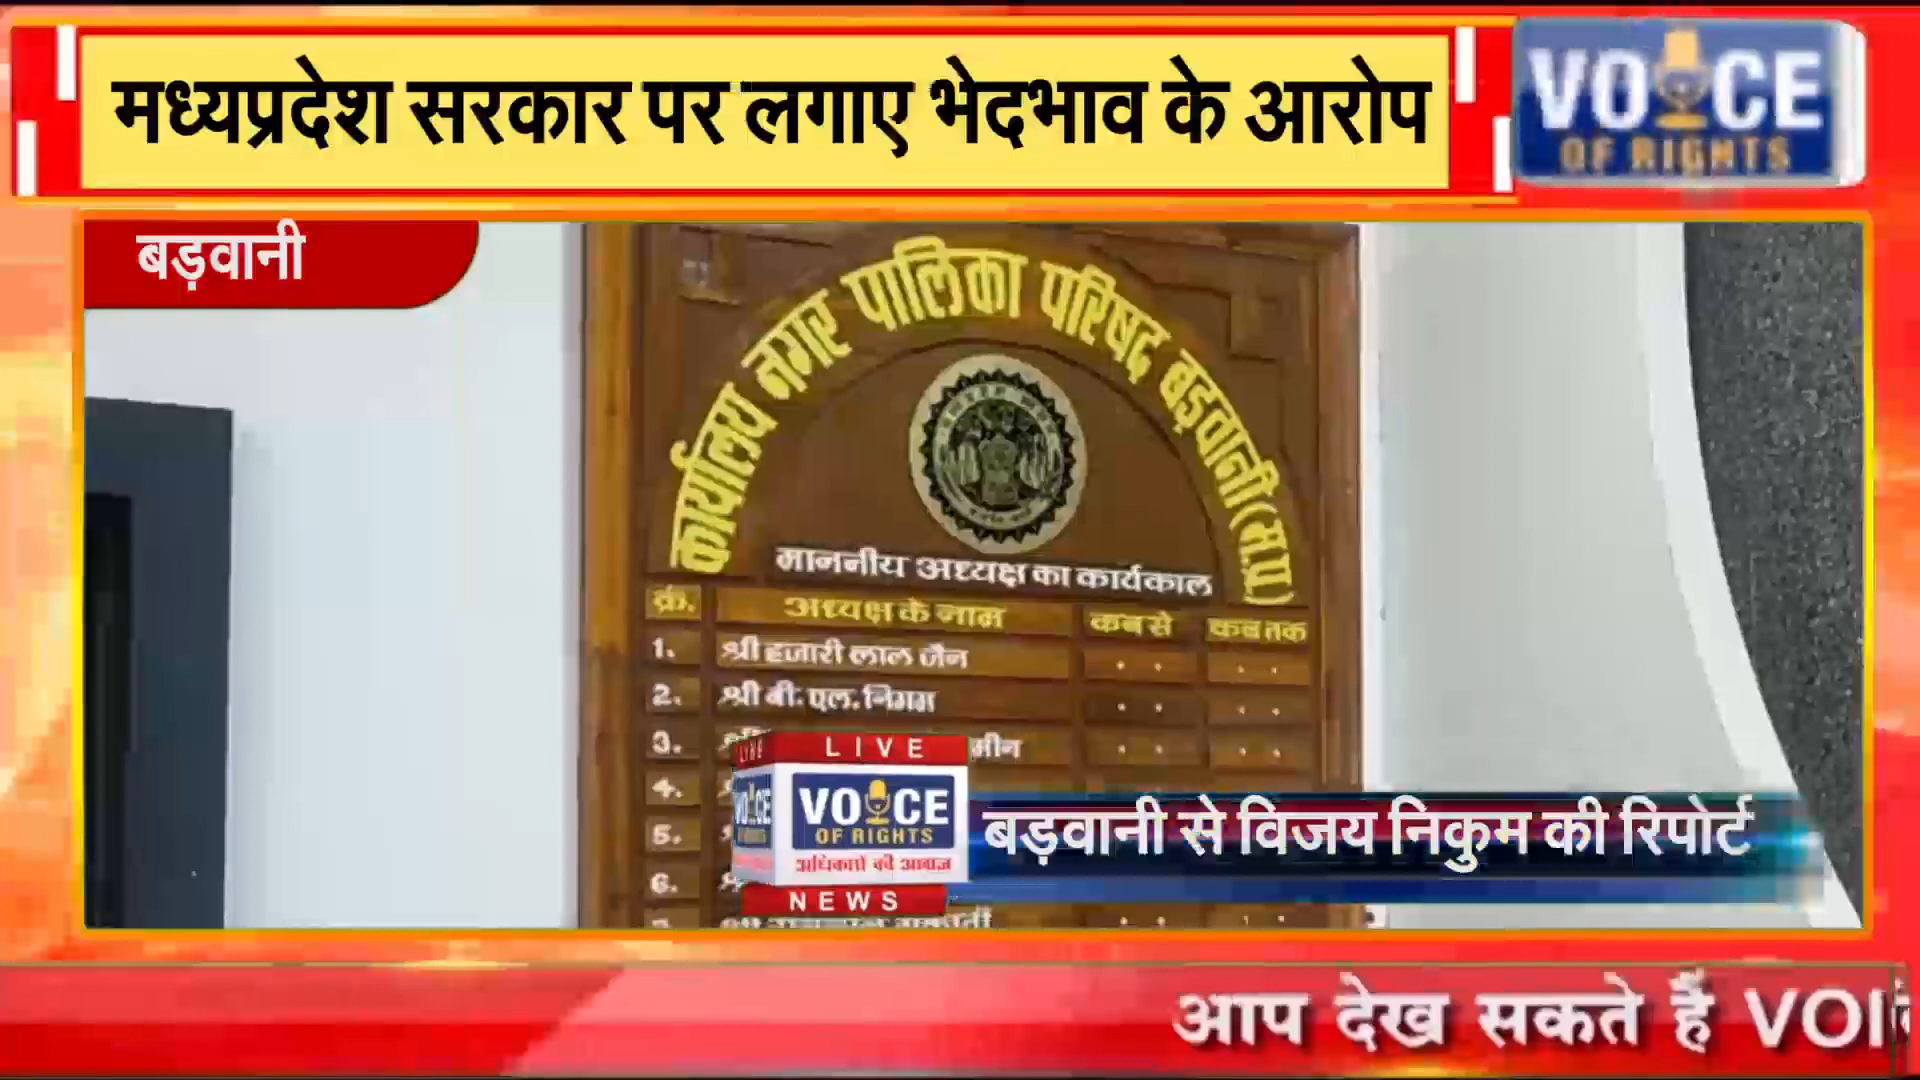 मध्यप्रदेश सरकार पर लगाए भेदभाव के आरोप
VOICE
OF RIGHTS
बड़वानी
कार्यालय नगर पालिका परिषद बड़वानी (म.प्र.)
माननीय अध्यक्ष का कार्यकाल
क्रं. अध्यक्ष के नाम कब से कब तक
1. श्री हजारी लाल जैन
2. श्री बी. एल. निगम
3.
4.
5.
6.
LIVE
VOICE
OF RIGHTS
अधिकारों की आवाज़
NEWS
बड़वानी से विजय निकुम की रिपोर्ट
आप देख सकते हैं VOI